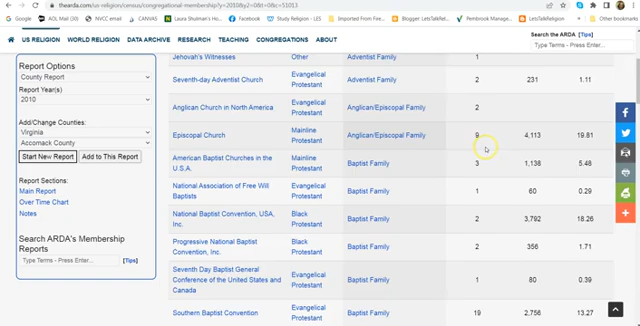 thearda.com/us-religion/census/congregational-membership?y=2010&y2=0&t=0&c=51013
AOL Mail (30) NVCC email CANVAS Laura Shulman's Ho... Facebook Study Religion - LE... Imported From Firef... Blogger: LetsTalkReli... Pembrook Manage... LetsTalkReligion
US RELIGION WORLD RELIGION DATA ARCHIVE RESEARCH TEACHING CONGREGATIONS ABOUT
Search the ARDA? [Tips]
Type Terms - Press Enter...
Report Options
County Report
Report Year(s)
2010
Add/Change Counties:
Virginia
Accomack County
Start New Report Add to This Report
Report Sections:
Main Report
Over Time Chart
Notes
Search ARDA's Membership
Reports
Type Terms - Press Enter... [Tips]
Jehovah's Witnesses Other Adventist Family 1
Seventh-day Adventist Church Evangelical Protestant Adventist Family 2 231 1.11
Anglican Church in North America Evangelical Protestant Anglican/Episcopal Family 2
Episcopal Church Mainline Protestant Anglican/Episcopal Family 9 4,113 19.81
American Baptist Churches in the U.S.A. Mainline Protestant Baptist Family 3 1,138 5.48
National Association of Free Will Baptists Evangelical Protestant Baptist Family 1 60 0.29
National Baptist Convention, USA, Inc. Black Protestant Baptist Family 2 3,792 18.26
Progressive National Baptist Convention, Inc. Black Protestant Baptist Family 2 356 1.71
Seventh Day Baptist General Conference of the United States and Canada Evangelical Protestant Baptist Family 1 80 0.39
Southern Baptist Convention Evangelical Protestant Baptist Family 19 2,756 13.27